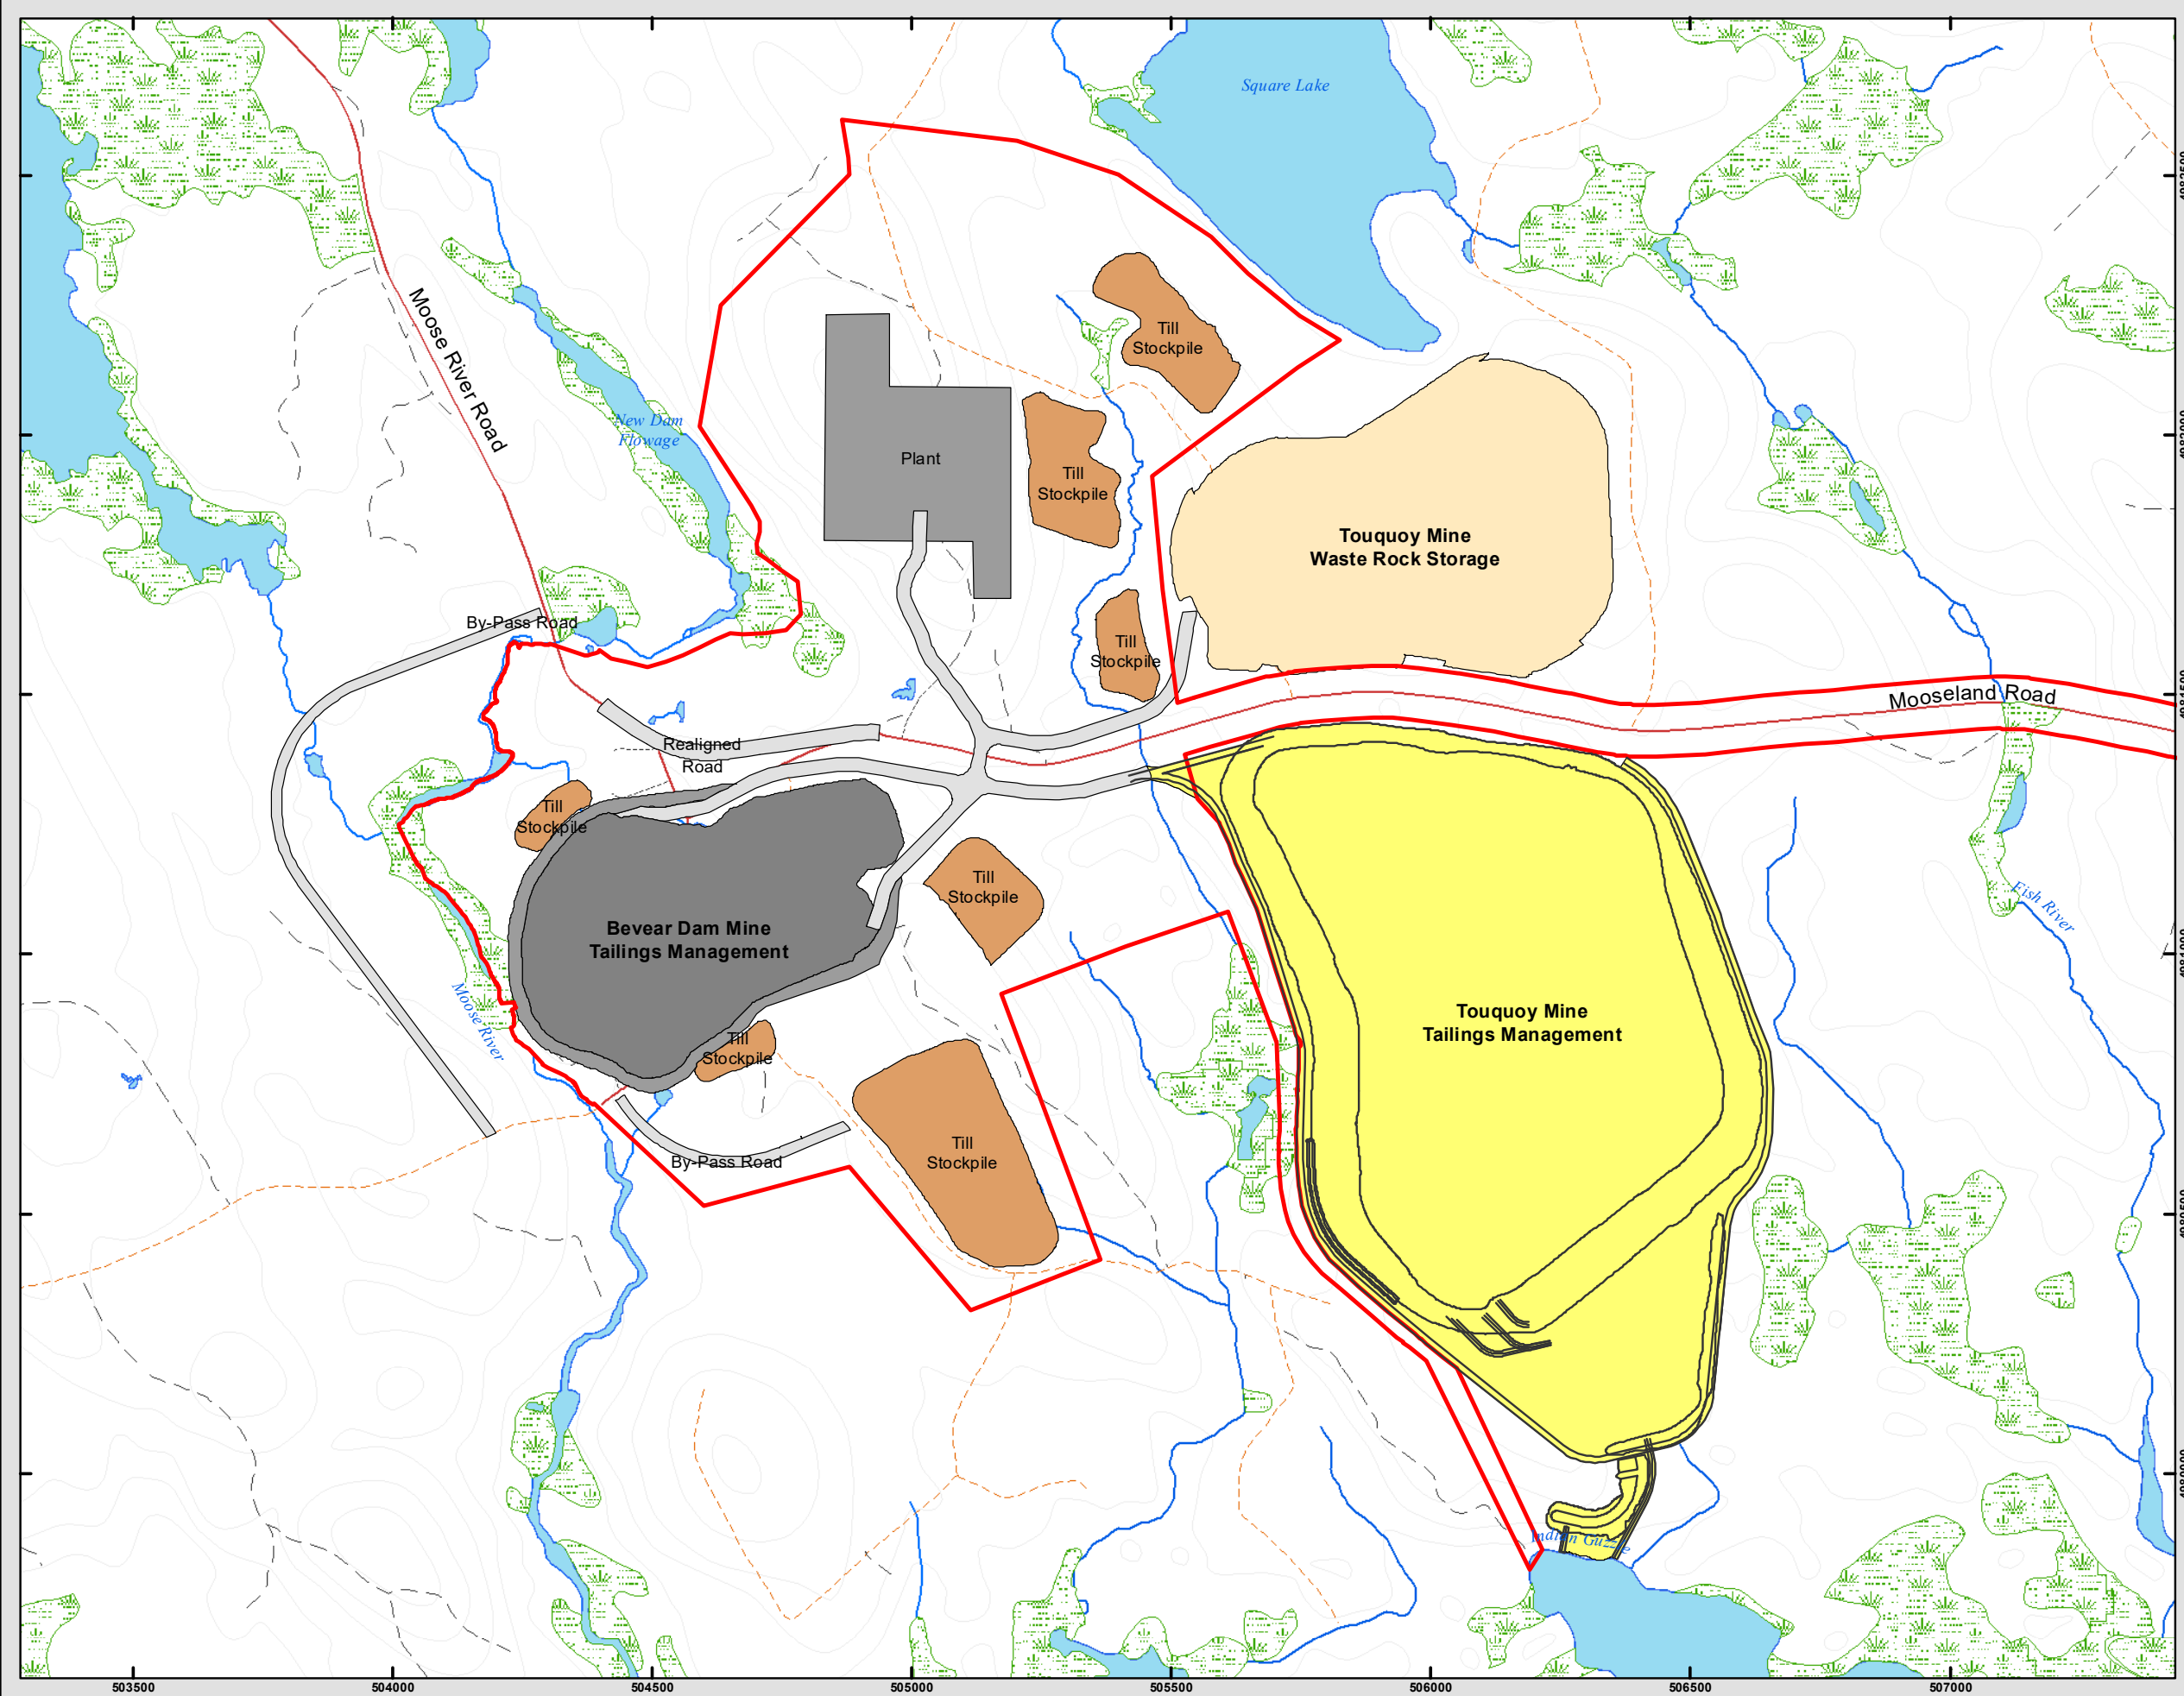 Square Lake
Moose River Road
Till
Stockpile
New Dam
Flowage
Plant
Till
Stockpile
Touquoy Mine
Waste Rock Storage
By-Pass Road
Till
Stockpile
Mooseland Road
Realigned
Road
Till
Stockpile
Till
Stockpile
Fish River
Bevear Dam Mine
Tailings Management
Moose River
Touquoy Mine
Tailings Management
Till
Stockpile
Till
Stockpile
By-Pass Road
Indian Guzzle
503500
504000
504500
505000
505500
506000
506500
507000